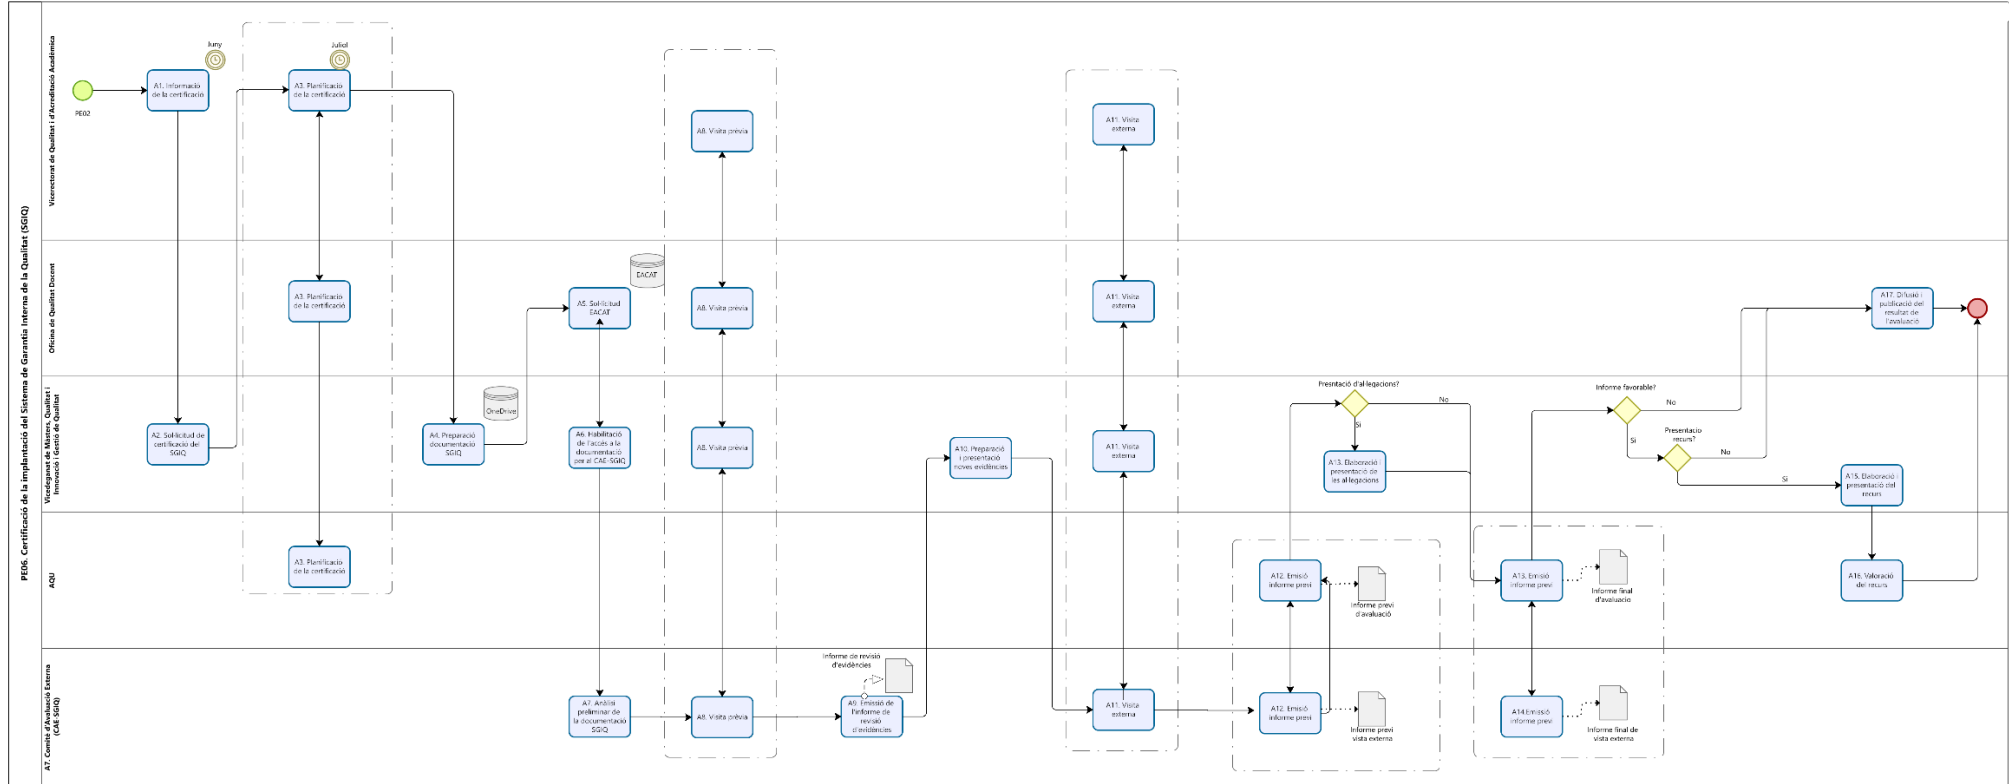 PE06. Certificació de la implantació del Sistema de Garantia Interna de la Qualitat (SGIQ)
Vicerectorat de Qualitat i d'Acreditació Acadèmica
PE02
A1. Informació
de la certificació
Juny
Juliol
A3. Planificació
de la certificació
A8. Visita prèvia
A11. Visita
externa
Oficina de Qualitat Docent
A3. Planificació
de la certificació
A5. Sol·licitud
EACAT
EACAT
A8. Visita prèvia
A11. Visita
externa
A17. Difusió i
publicació del
resultat de
l'avaluació
Vicedeganat de Màsters, Qualitat i
Innovació i Gestió de Qualitat
A2. Sol·licitud de
certificació del
SGIQ
A4. Preparació
documentació
SGIQ
OneDrive
A6. Habilitació
de l'accés a la
documentació
per al CAE-SGIQ
A8. Visita prèvia
A10. Preparació
i presentació
noves evidències
A11. Visita
externa
Presntació d'al·legacions?
No
Si
A13. Elaboració i
presentació de
les al·legacions
Informe favorable?
No
Si
Presentacio
recurs?
No
Si
A15. Elaboració i
presentació del
recurs
AQU
A3. Planificació
de la certificació
A12. Emisió
informe previ
Informe previ
d'avaluació
A13. Emisió
informe previ
Informe final
d'avaluacio
A16. Valoració
del recurs
A7. Comitè d'Avaluació Externa
(CAE-SGIQ)
A7. Anàlisi
preliminar de
la documentació
SGIQ
A8. Visita prèvia
Informe de revisió
d'evidències
A9. Emissió de
l'informe de
revisió
d'evidències
A11. Visita
externa
A12. Emisió
informe previ
Informe previ
vista externa
A14.Emissió
informe previ
Informe final de
vista externa